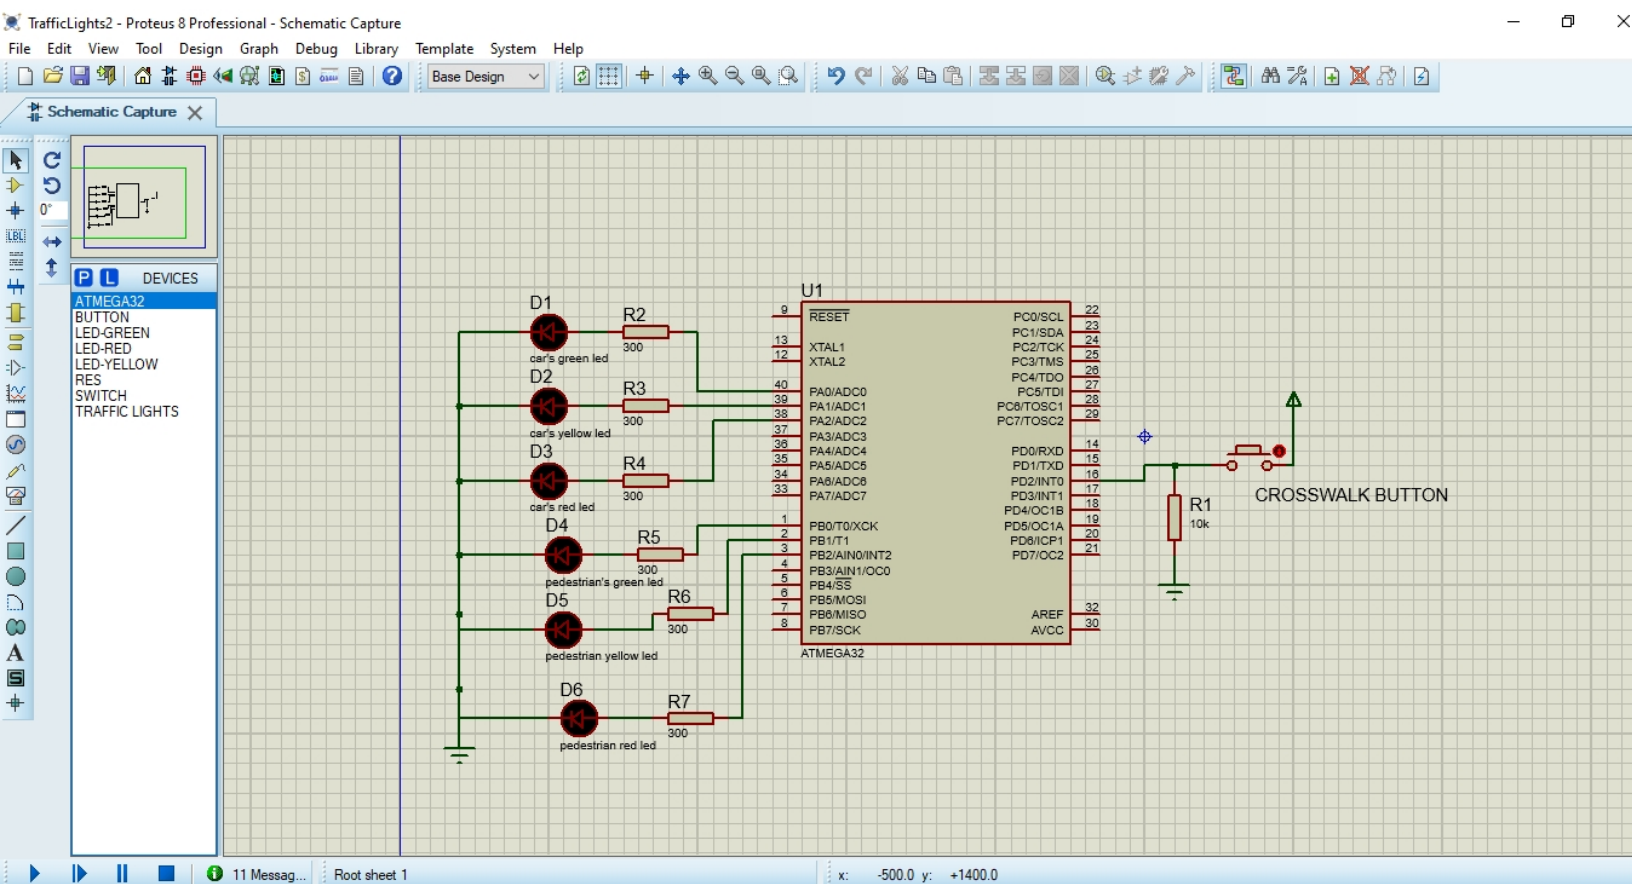 TrafficLights2 - Proteus 8 Professional - Schematic Capture
File Edit View Tool Design Graph Debug Library Template System Help
Base Design
Schematic Capture
0°
LBL
P L DEVICES
ATMEGA32
BUTTON
LED-GREEN
LED-RED
LED-YELLOW
RES
SWITCH
TRAFFIC LIGHTS
A
S
D1
car's green led
R2
300
D2
car's yellow led
R3
300
D3
car's red led
R4
300
D4
pedestrian's green led
R5
300
D5
pedestrian yellow led
R6
300
D6
pedestrian red led
R7
300
U1
9 RESET
13 XTAL1
12 XTAL2
40 PA0/ADC0
39 PA1/ADC1
38 PA2/ADC2
37 PA3/ADC3
36 PA4/ADC4
35 PA5/ADC5
34 PA6/ADC6
33 PA7/ADC7
1 PB0/T0/XCK
2 PB1/T1
3 PB2/AIN0/INT2
4 PB3/AIN1/OC0
5 PB4/SS
6 PB5/MOSI
7 PB6/MISO
8 PB7/SCK
PC0/SCL 22
PC1/SDA 23
PC2/TCK 24
PC3/TMS 25
PC4/TDO 26
PC5/TDI 27
PC6/TOSC1 28
PC7/TOSC2 29
PD0/RXD 14
PD1/TXD 15
PD2/INT0 16
PD3/INT1 17
PD4/OC1B 18
PD5/OC1A 19
PD6/ICP1 20
PD7/OC2 21
AREF 32
AVCC 30
ATMEGA32
CROSSWALK BUTTON
R1
10k
11 Messag...
Root sheet 1
x: -500.0 y: +1400.0